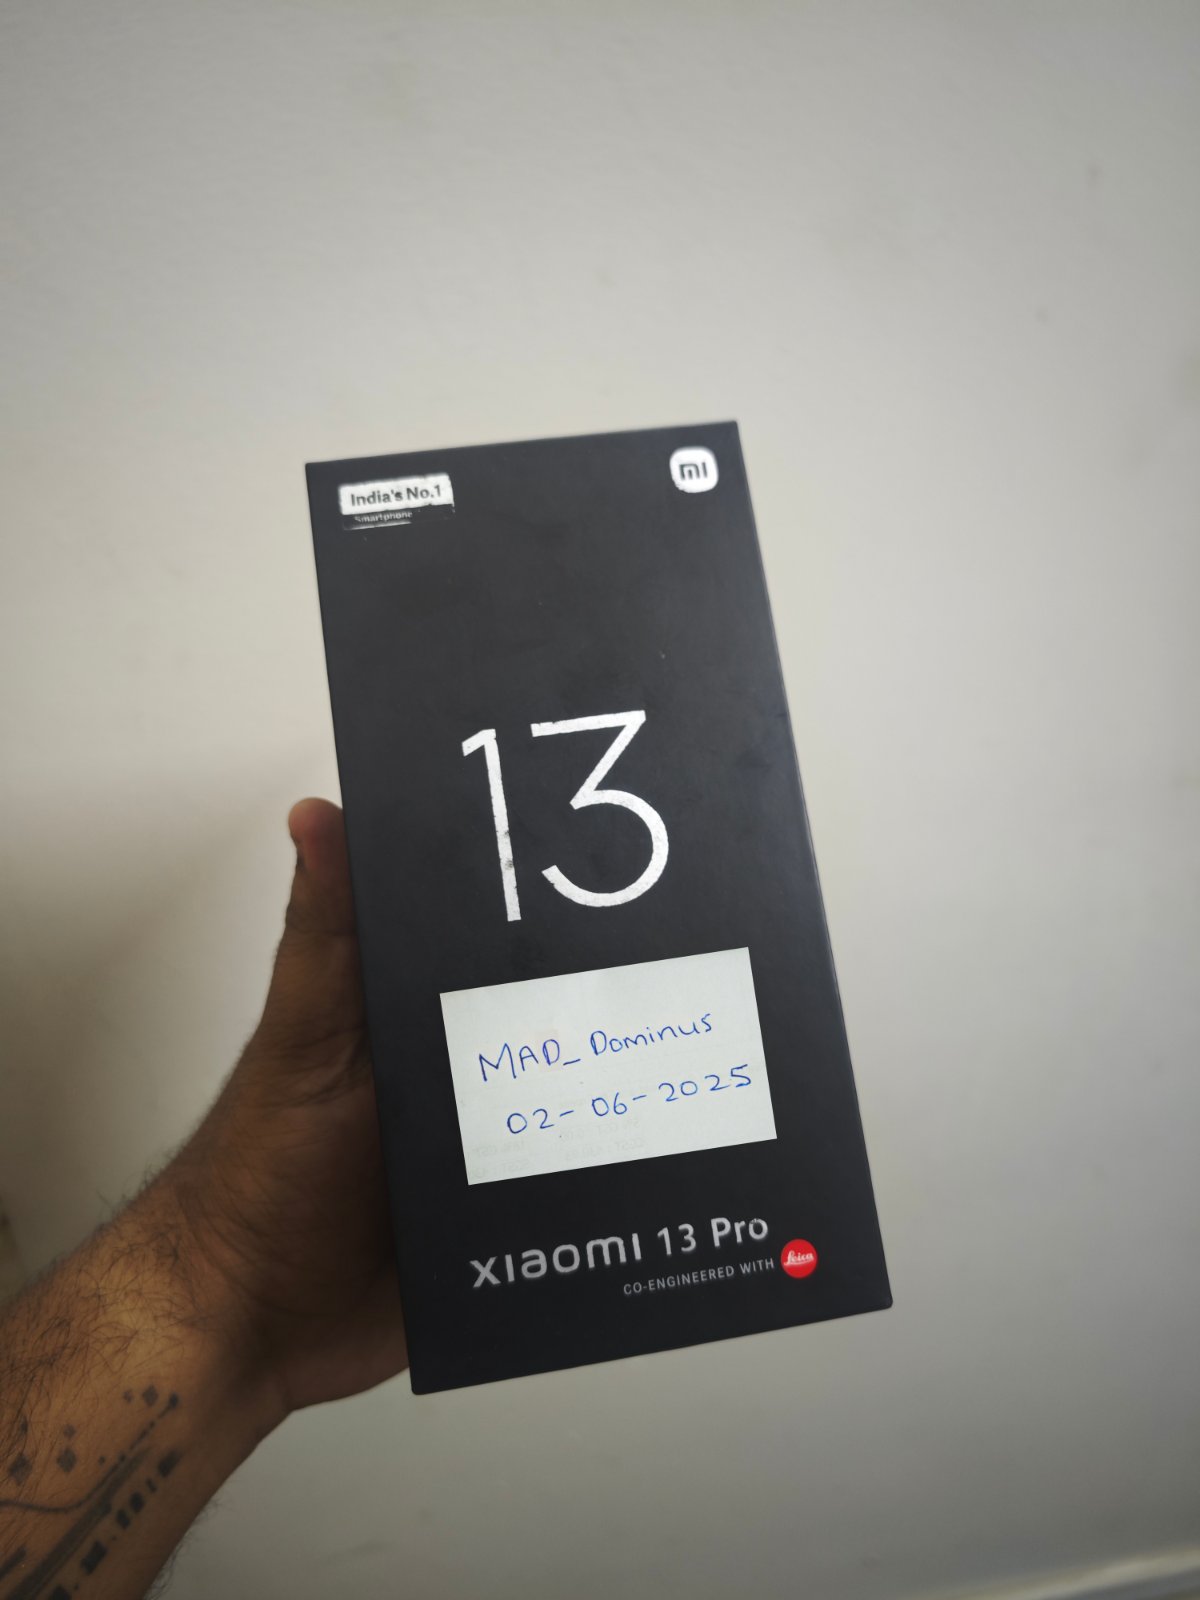 India's No.1
Smartphone
mi
13
MAD_Dominus
02-06-2025
xiaomi 13 Pro
CO-ENGINEERED WITH Leica